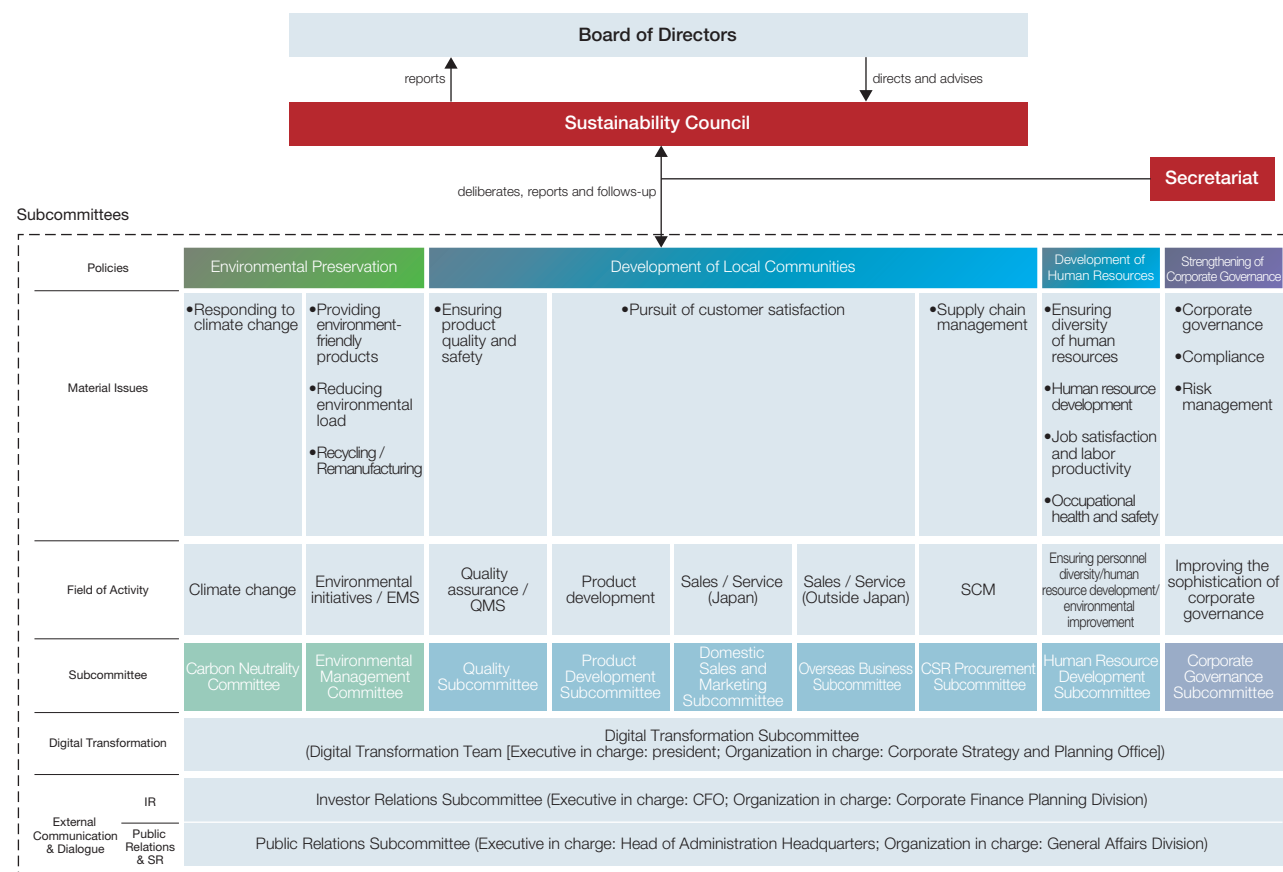 Board of Directors
reports
directs and advises
Sustainability Council
deliberates, reports and follows-up
Secretariat
Subcommittees
Policies
Environmental Preservation
Development of Local Communities
Development of
Human Resources
Strengthening of
Corporate Governance
Material Issues
•Responding to
climate change
•Providing
environment-
friendly
products
•Reducing
environmental
load
•Recycling /
Remanufacturing
•Ensuring
product
quality and
safety
•Pursuit of customer satisfaction
•Supply chain
management
•Ensuring
diversity
of human
resources
•Human resource
development
•Job satisfaction
and labor
productivity
•Occupational
health and safety
•Corporate
governance
•Compliance
•Risk
management
Field of Activity
Climate change
Environmental
initiatives / EMS
Quality
assurance /
QMS
Product
development
Sales / Service
(Japan)
Sales / Service
(Outside Japan)
SCM
Ensuring personnel
diversity/human
resource development/
environmental
improvement
Improving the
sophistication of
corporate
governance
Subcommittee
Carbon Neutrality
Committee
Environmental
Management
Committee
Quality
Subcommittee
Product
Development
Subcommittee
Domestic
Sales and
Marketing
Subcommittee
Overseas Business
Subcommittee
CSR Procurement
Subcommittee
Human Resource
Development
Subcommittee
Corporate
Governance
Subcommittee
Digital Transformation
Digital Transformation Subcommittee
(Digital Transformation Team [Executive in charge: president; Organization in charge: Corporate Strategy and Planning Office])
External
Communication
& Dialogue
IR
Investor Relations Subcommittee (Executive in charge: CFO; Organization in charge: Corporate Finance Planning Division)
Public
Relations
& SR
Public Relations Subcommittee (Executive in charge: Head of Administration Headquarters; Organization in charge: General Affairs Division)